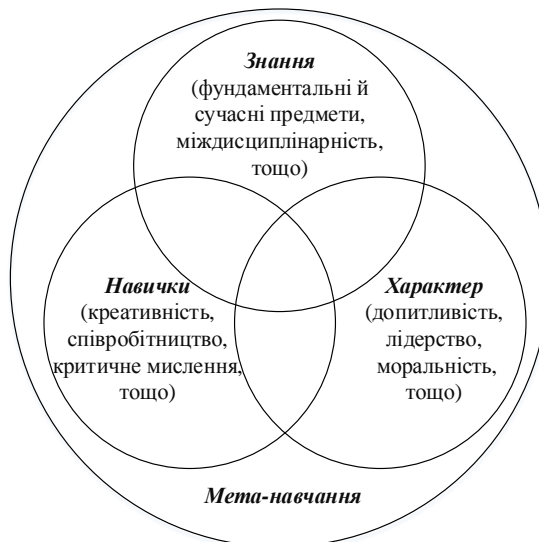 Знання
(фундаментальні й
сучасні предмети,
міждисциплінарність,
тощо)
Навички
(креативність,
співробітництво,
критичне мислення,
тощо)
Характер
(допитливість,
лідерство,
моральність,
тощо)
Мета-навчання